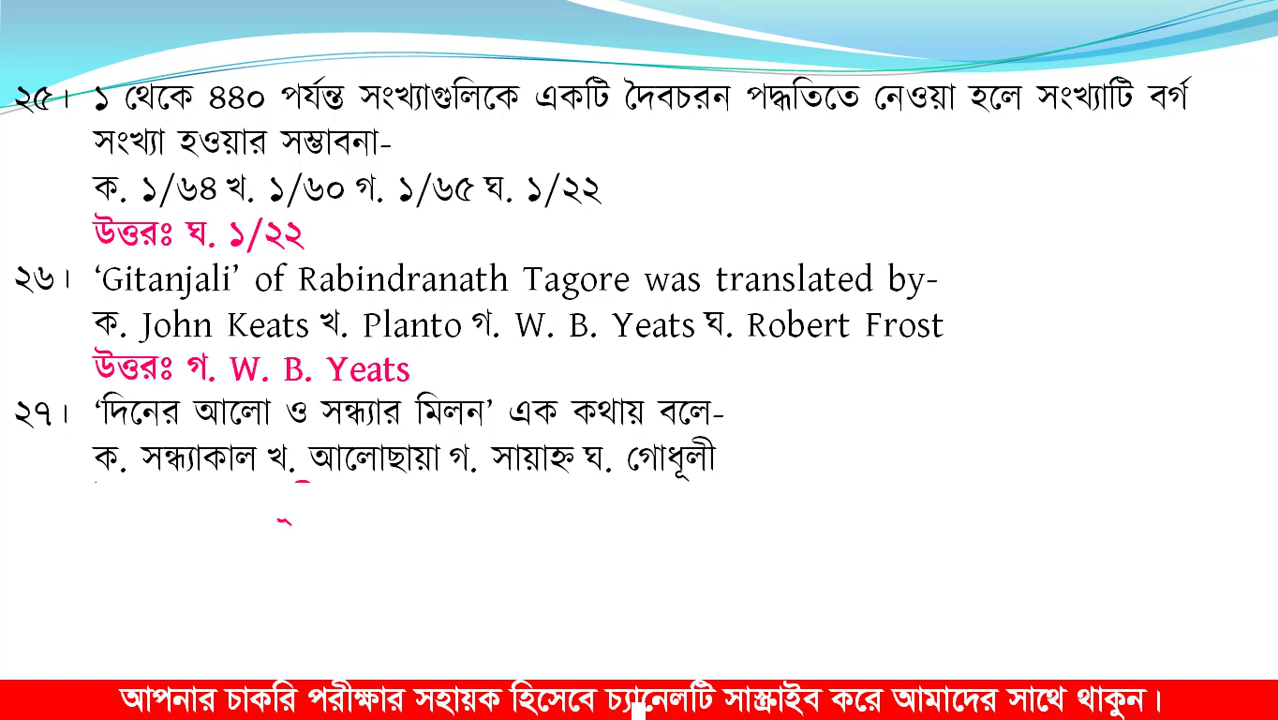 ২৫। ১ থেকে ৪৪০ পর্যন্ত সংখ্যাগুলিকে একটি দৈবচরন পদ্ধতিতে নেওয়া হলে সংখ্যাটি বর্গ
সংখ্যা হওয়ার সম্ভাবনা-
ক. ১/৬৪ খ. ১/৬০ গ. ১/৬৫ ঘ. ১/২২
উত্তরঃ ঘ. ১/২২
২৬। ‘Gitanjali’ of Rabindranath Tagore was translated by-
ক. John Keats খ. Planto গ. W. B. Yeats ঘ. Robert Frost
উত্তরঃ গ. W. B. Yeats
২৭। ‘দিনের আলো ও সন্ধ্যার মিলন’ এক কথায় বলে-
ক. সন্ধ্যাকাল খ. আলোছায়া গ. সায়াহ্ন ঘ. গোধূলী
আপনার চাকরি পরীক্ষার সহায়ক হিসেবে চ্যানেলটি সাস্ক্রাইব করে আমাদের সাথে থাকুন।